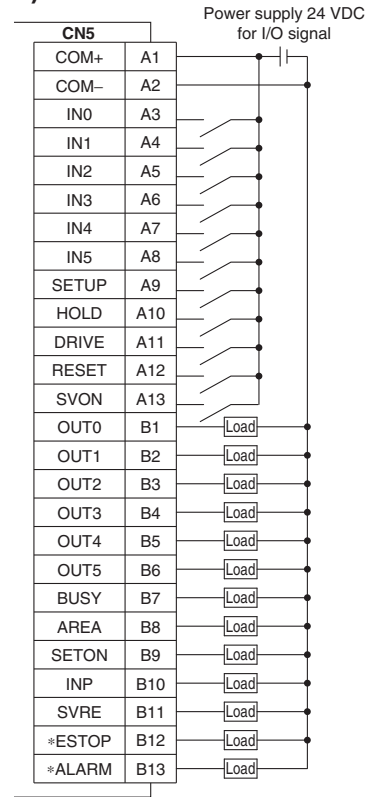 Power supply 24 VDC
for I/O signal
CN5
COM+ A1
COM− A2
IN0 A3
IN1 A4
IN2 A5
IN3 A6
IN4 A7
IN5 A8
SETUP A9
HOLD A10
DRIVE A11
RESET A12
SVON A13
OUT0 B1 Load
OUT1 B2 Load
OUT2 B3 Load
OUT3 B4 Load
OUT4 B5 Load
OUT5 B6 Load
BUSY B7 Load
AREA B8 Load
SETON B9 Load
INP B10 Load
SVRE B11 Load
*ESTOP B12 Load
*ALARM B13 Load